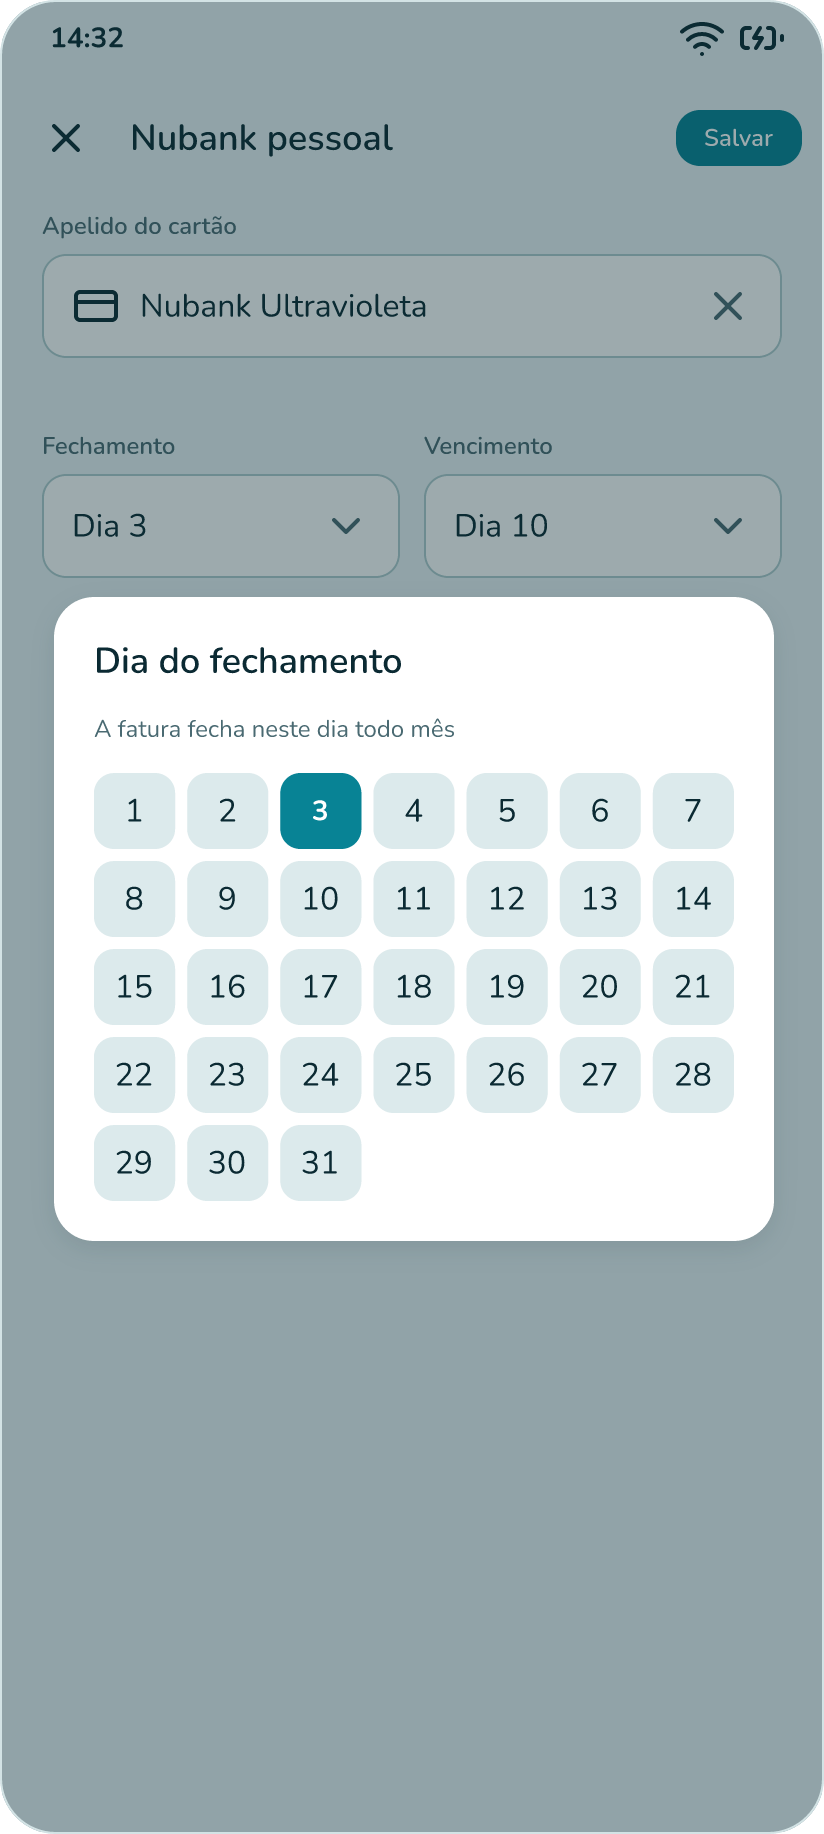 14:32
Nubank pessoal
Salvar
Apelido do cartão
Nubank Ultravioleta
Fechamento
Vencimento
Dia 3
Dia 10
Dia do fechamento
A fatura fecha neste dia todo mês
1 2 3 4 5 6 7
8 9 10 11 12 13 14
15 16 17 18 19 20 21
22 23 24 25 26 27 28
29 30 31